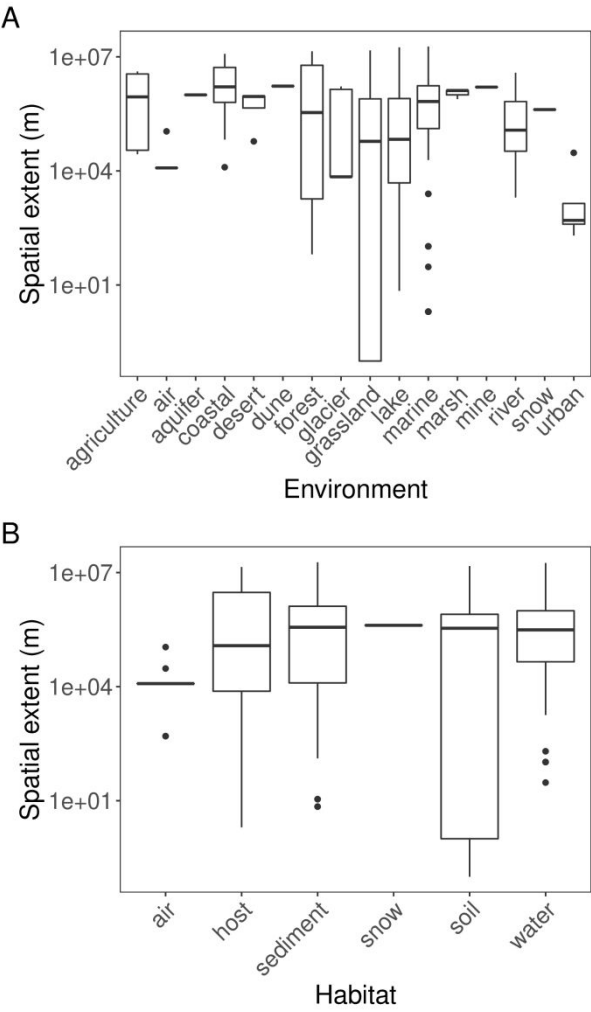 A
Spatial extent (m)
1e+07
1e+04
1e+01
agriculture
air
aquifer
coastal
desert
dune
forest
glacier
grassland
lake
marine
marsh
mine
river
snow
urban
Environment
B
Spatial extent (m)
1e+07
1e+04
1e+01
air
host
sediment
snow
soil
water
Habitat